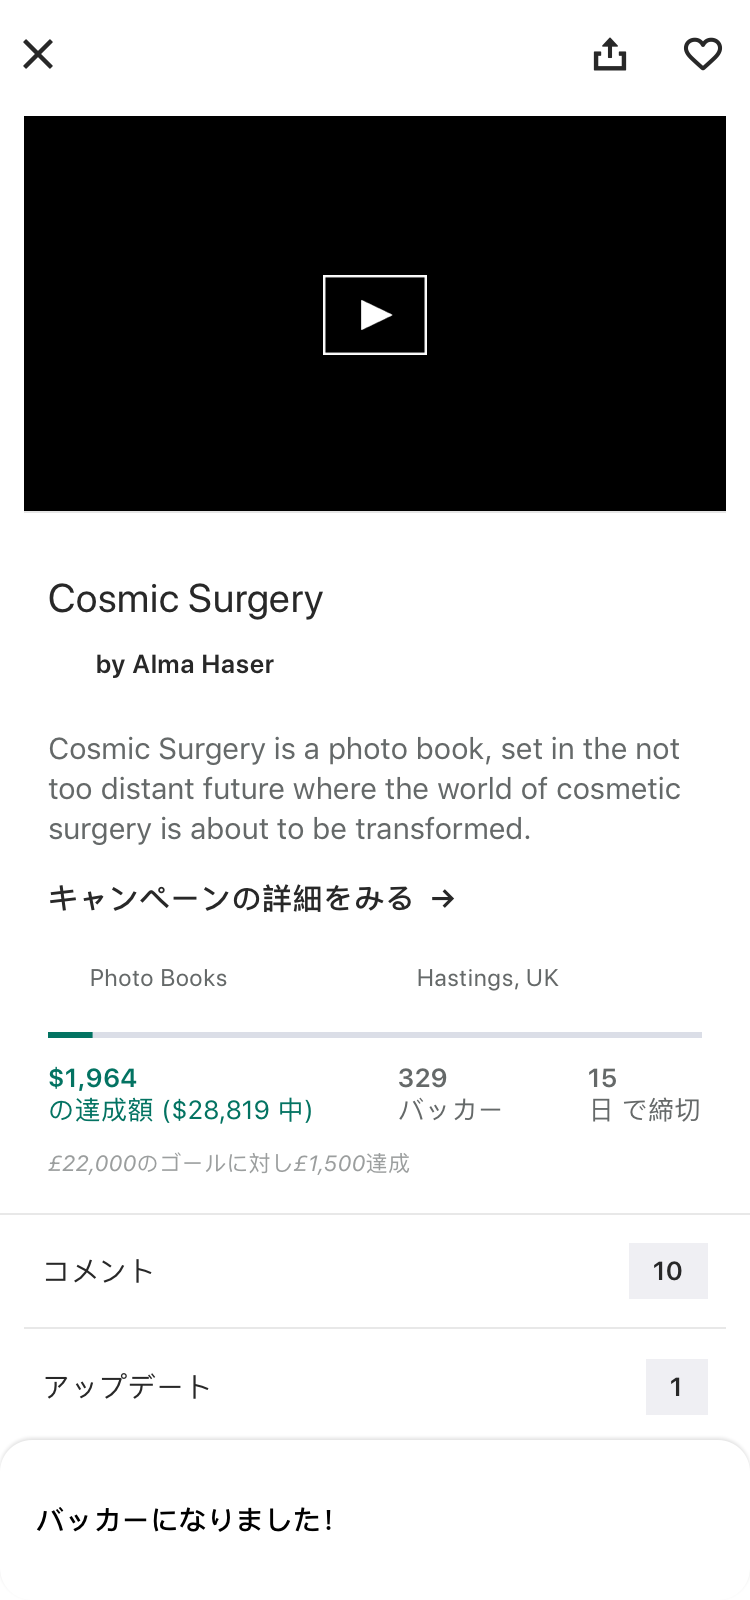 Cosmic Surgery
by Alma Haser
Cosmic Surgery is a photo book, set in the not
too distant future where the world of cosmetic
surgery is about to be transformed.
キャンペーンの詳細をみる →
Photo Books
Hastings, UK
$1,964
の達成額 ($28,819 中)
329
バッカー
15
日 で締切
£22,000のゴールに対し£1,500達成
コメント
10
アップデート
1
バッカーになりました!